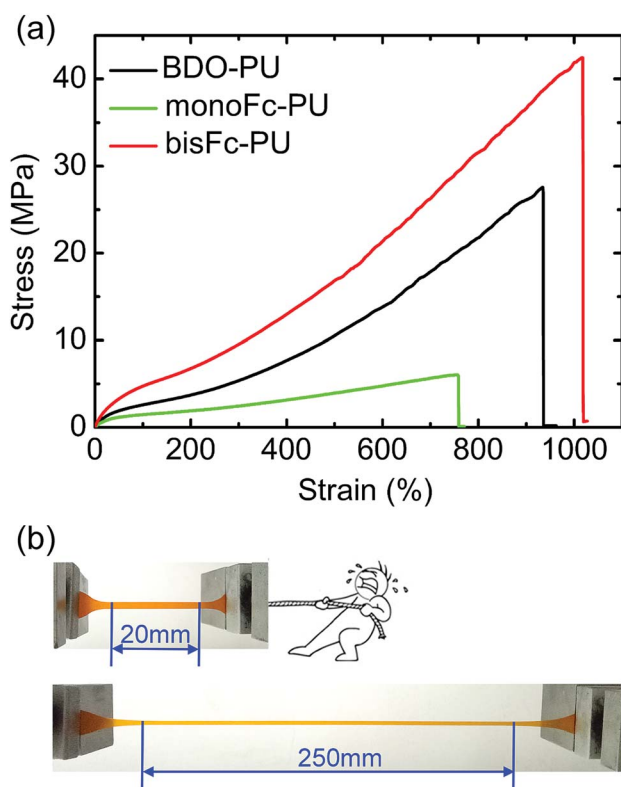 (a)
40
30
20
10
0
Stress (MPa)
BDO-PU
monoFc-PU
bisFc-PU
0 200 400 600 800 1000
Strain (%)
(b)
20mm
250mm